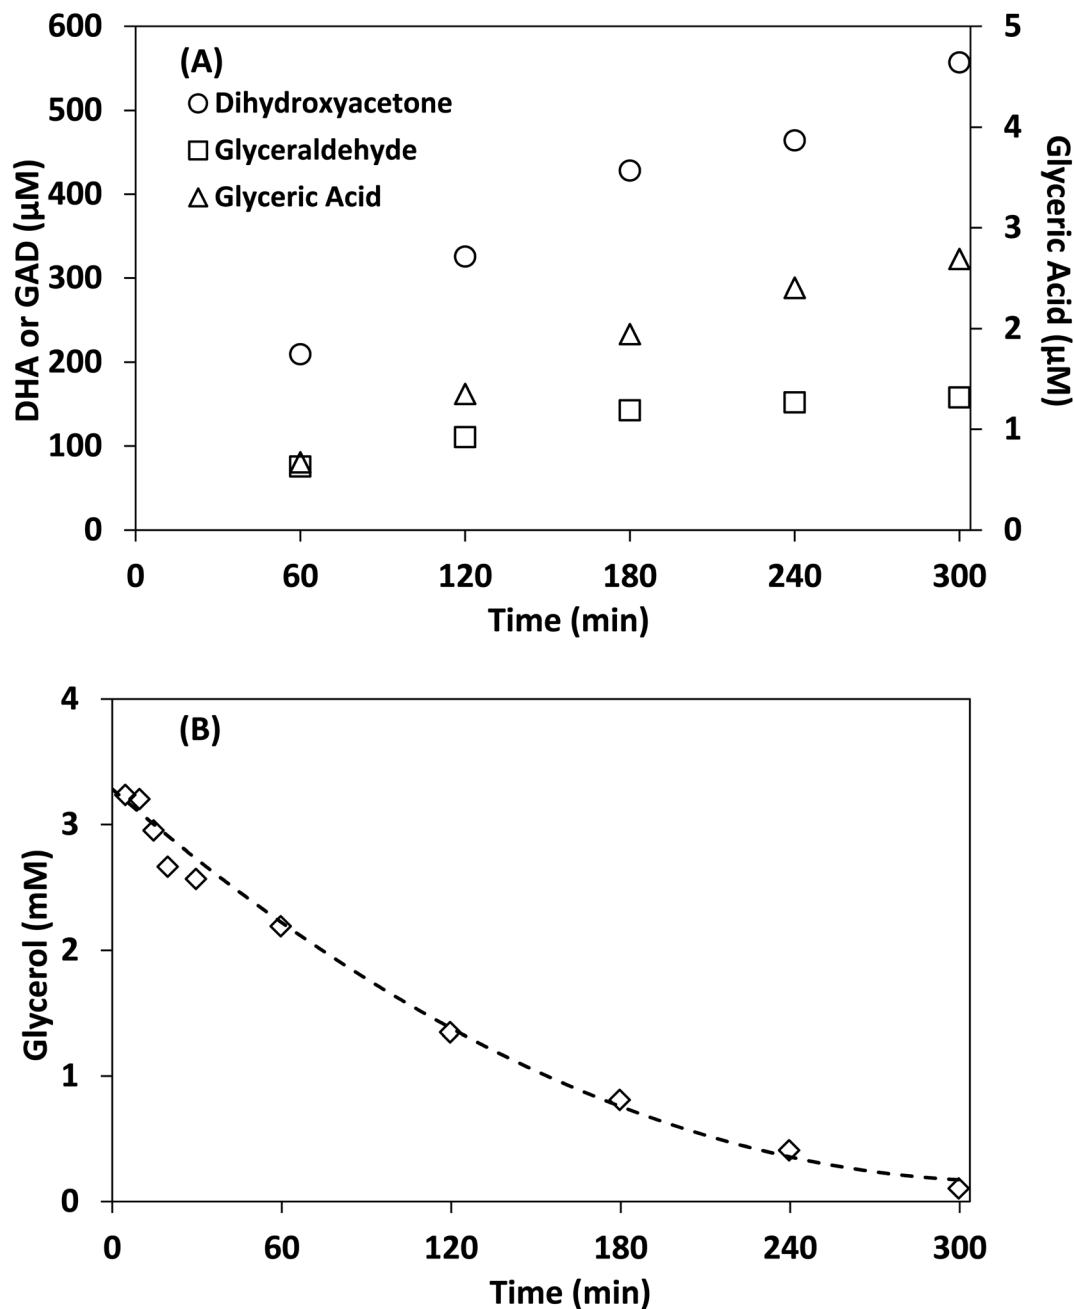 (A)
Dihydroxyacetone
Glyceraldehyde
Glyceric Acid
600
500
400
300
200
100
0
DHA or GAD (µM)
5
4
3
2
1
0
Glyceric Acid (µM)
0 60 120 180 240 300
Time (min)
(B)
4
3
2
1
0
Glycerol (mM)
0 60 120 180 240 300
Time (min)